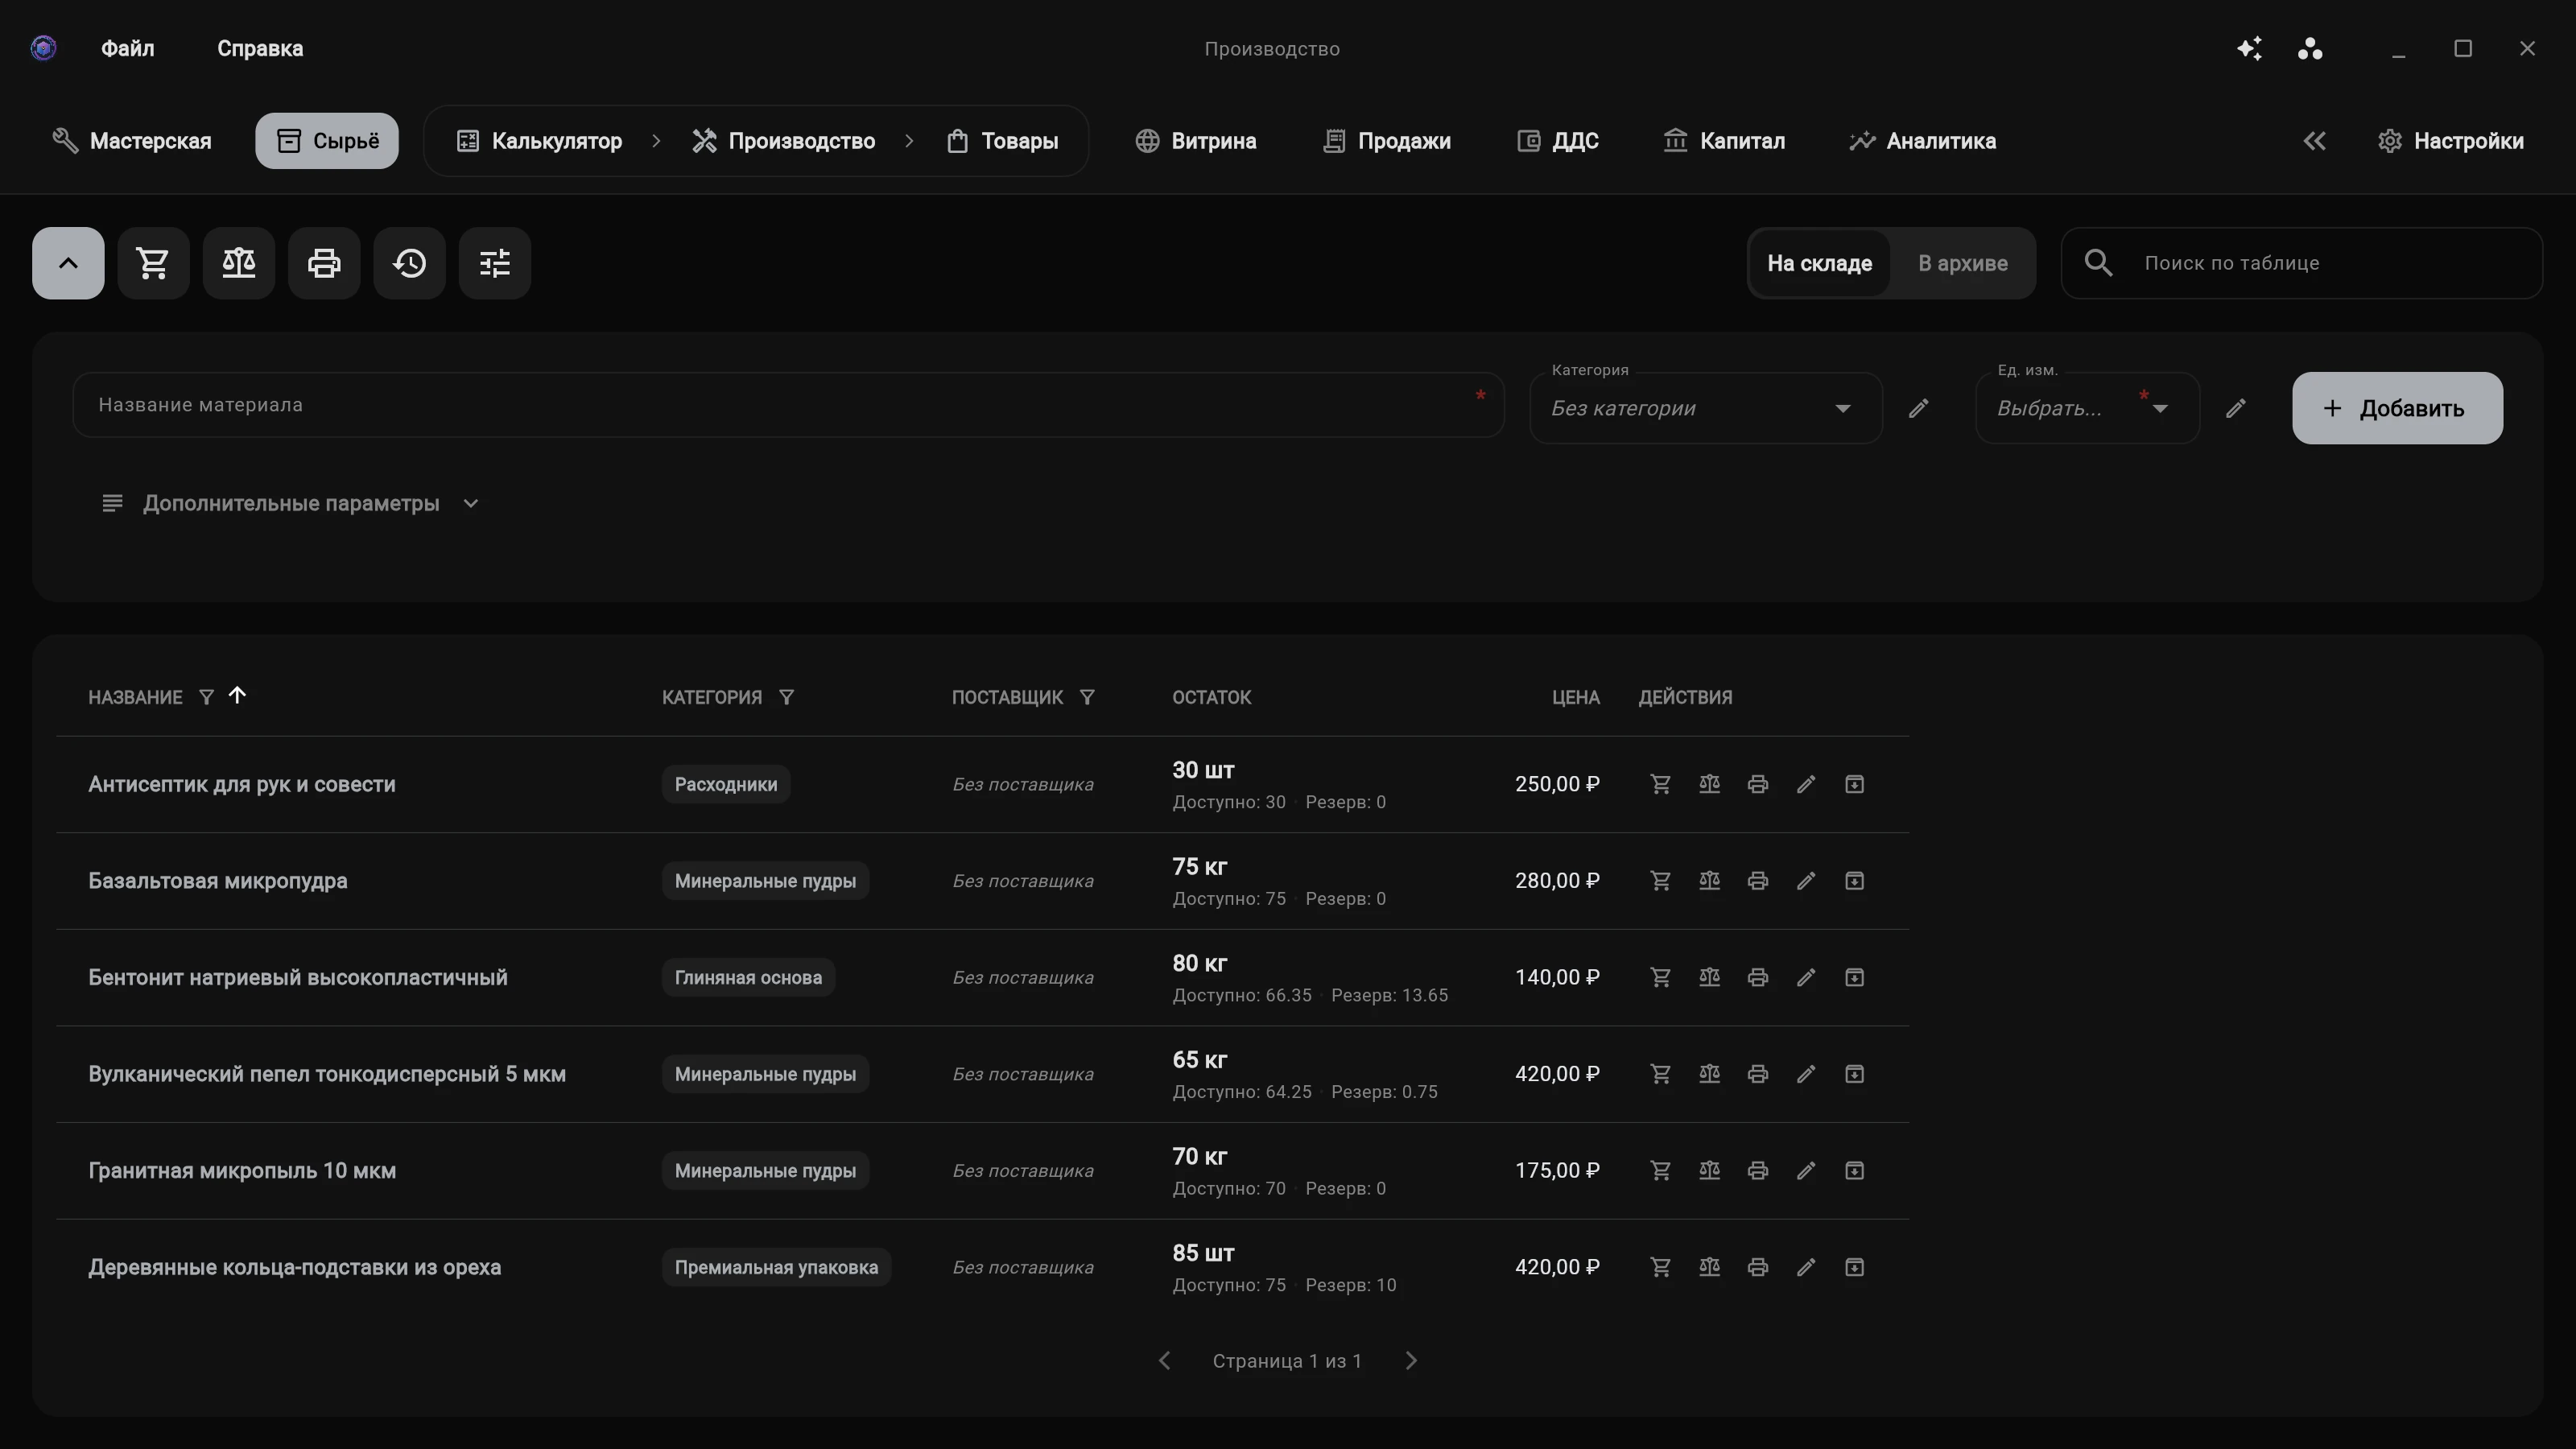 Файл Справка Производство
Мастерская Сырьё Калькулятор Производство Товары Витрина Продажи ДДС Капитал Аналитика Настройки
На складе В архиве Поиск по таблице
Категория Ед. изм.
Название материала * Без категории Выбрать... * Добавить
Дополнительные параметры
НАЗВАНИЕ КАТЕГОРИЯ ПОСТАВЩИК ОСТАТОК ЦЕНА ДЕЙСТВИЯ
Антисептик для рук и совести Расходники Без поставщика 30 шт 250,00 ₽
Доступно: 30 · Резерв: 0
Базальтовая микропудра Минеральные пудры Без поставщика 75 кг 280,00 ₽
Доступно: 75 · Резерв: 0
Бентонит натриевый высокопластичный Глиняная основа Без поставщика 80 кг 140,00 ₽
Доступно: 66.35 · Резерв: 13.65
Вулканический пепел тонкодисперсный 5 мкм Минеральные пудры Без поставщика 65 кг 420,00 ₽
Доступно: 64.25 · Резерв: 0.75
Гранитная микропыль 10 мкм Минеральные пудры Без поставщика 70 кг 175,00 ₽
Доступно: 70 · Резерв: 0
Деревянные кольца-подставки из ореха Премиальная упаковка Без поставщика 85 шт 420,00 ₽
Доступно: 75 · Резерв: 10
Страница 1 из 1